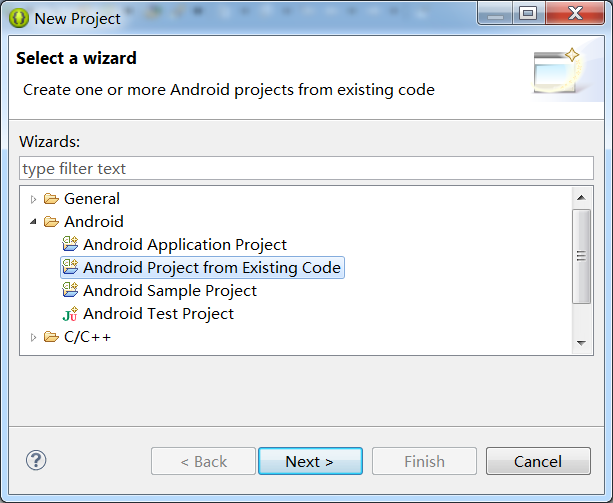 New Project
Select a wizard
Create one or more Android projects from existing code
Wizards:
type filter text
General
Android
Android Application Project
Android Project from Existing Code
Android Sample Project
Android Test Project
C/C++
< Back Next > Finish Cancel